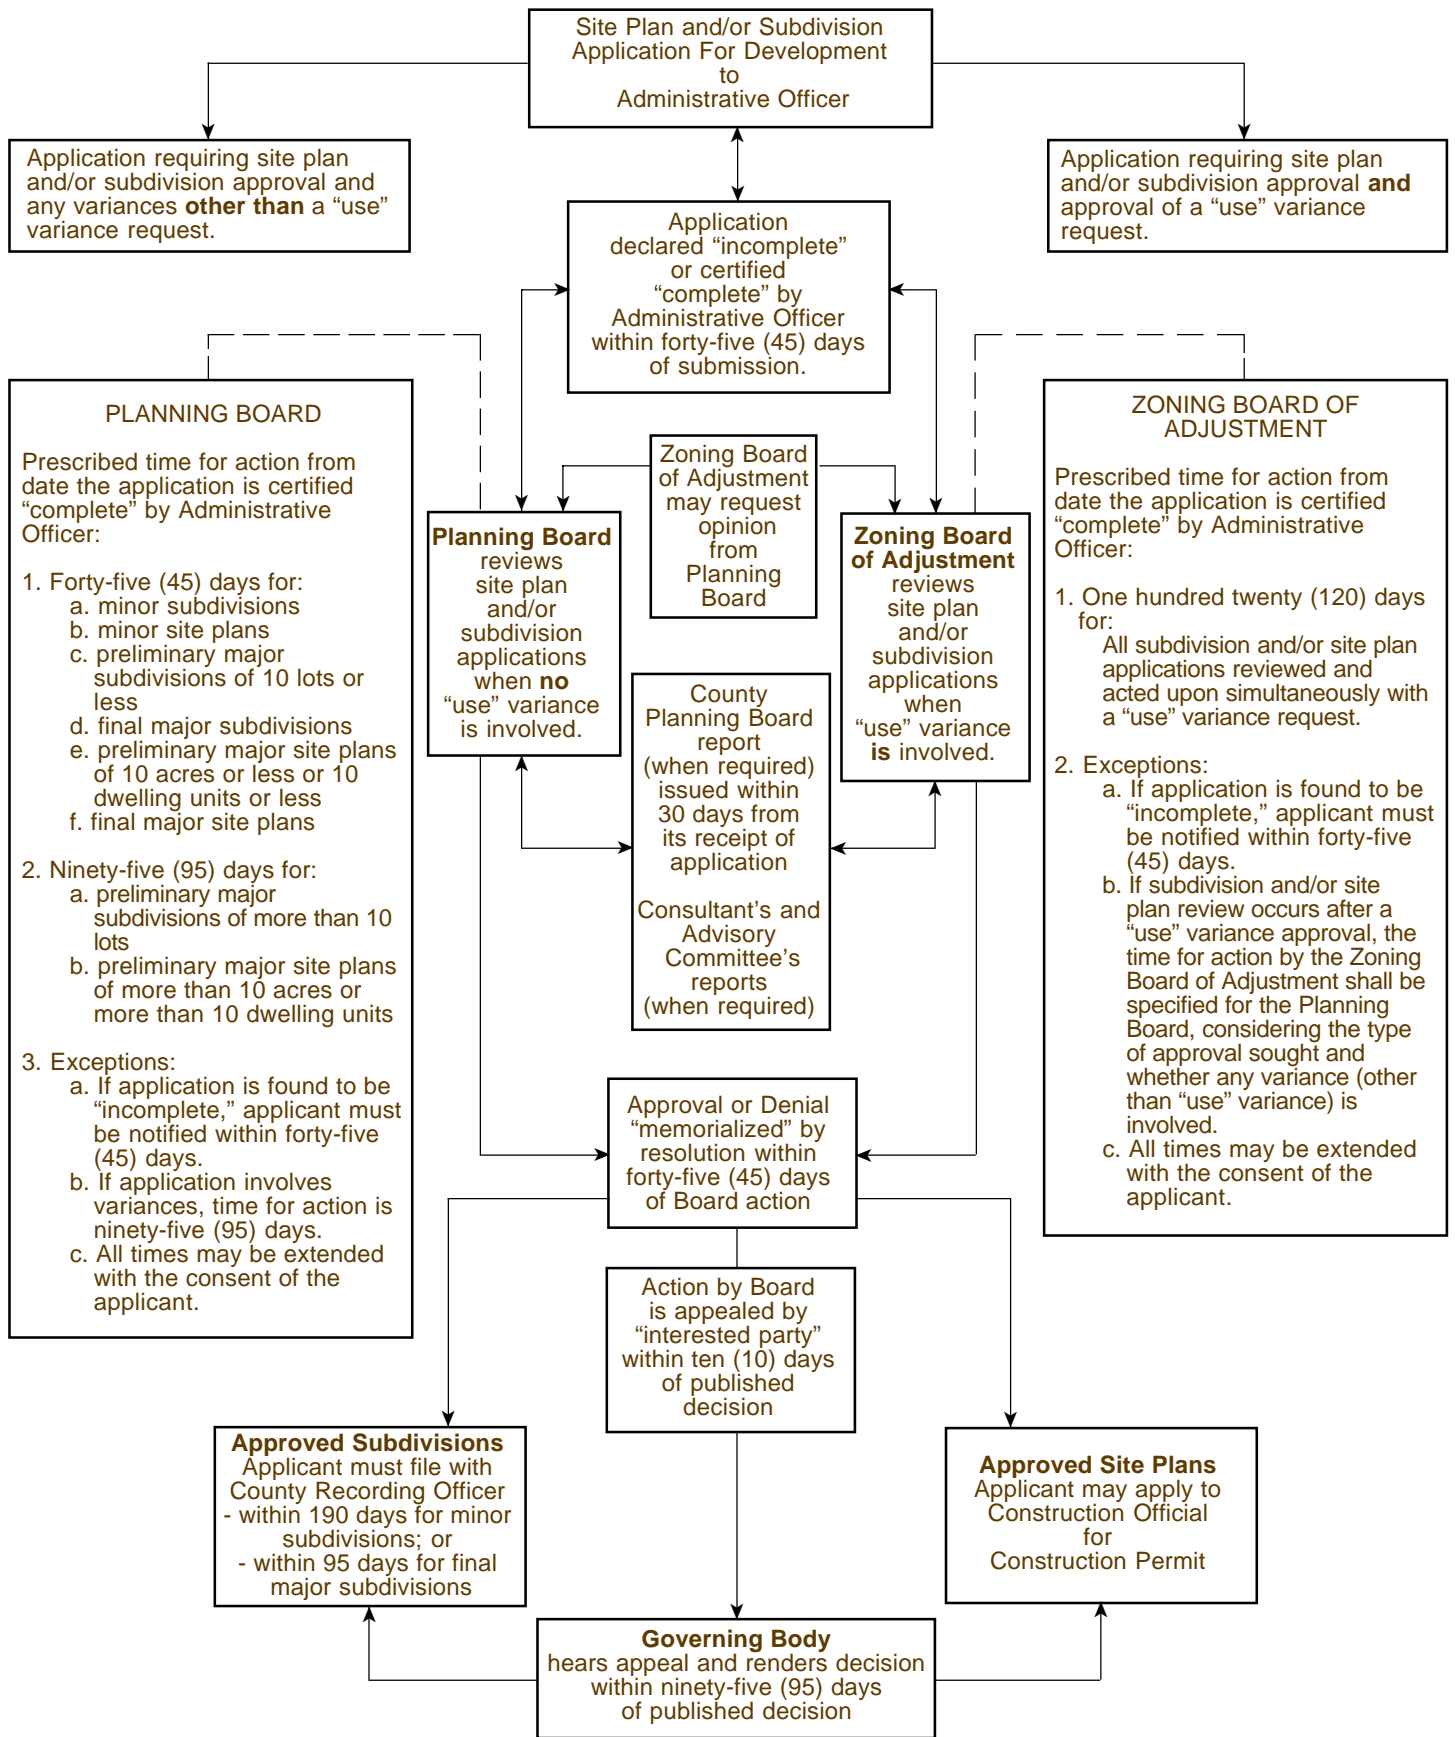 Site Plan and/or Subdivision
Application For Development
to
Administrative Officer
Application requiring site plan
and/or subdivision approval and
any variances other than a “use”
variance request.
Application requiring site plan
and/or subdivision approval and
approval of a “use” variance
request.
Application
declared “incomplete”
or certified
“complete” by
Administrative Officer
within forty-five (45) days
of submission.
PLANNING BOARD
Prescribed time for action from
date the application is certified
“complete” by Administrative
Officer:
1. Forty-five (45) days for:
a. minor subdivisions
b. minor site plans
c. preliminary major
subdivisions of 10 lots or
less
d. final major subdivisions
e. preliminary major site plans
of 10 acres or less or 10
dwelling units or less
f. final major site plans
2. Ninety-five (95) days for:
a. preliminary major
subdivisions of more than 10
lots
b. preliminary major site plans
of more than 10 acres or
more than 10 dwelling units
3. Exceptions:
a. If application is found to be
“incomplete,” applicant must
be notified within forty-five
(45) days.
b. If application involves
variances, time for action is
ninety-five (95) days.
c. All times may be extended
with the consent of the
applicant.
Planning Board
reviews
site plan
and/or
subdivision
applications
when no
“use” variance
is involved.
Zoning Board
of Adjustment
may request
opinion
from
Planning
Board
Zoning Board
of Adjustment
reviews
site plan
and/or
subdivision
applications
when
“use” variance
is involved.
County
Planning Board
report
(when required)
issued within
30 days from
its receipt of
application
Consultant’s and
Advisory
Committee’s
reports
(when required)
ZONING BOARD OF
ADJUSTMENT
Prescribed time for action from
date the application is certified
“complete” by Administrative
Officer:
1. One hundred twenty (120) days
for:
All subdivision and/or site plan
applications reviewed and
acted upon simultaneously with
a “use” variance request.
2. Exceptions:
a. If application is found to be
“incomplete,” applicant must
be notified within forty-five
(45) days.
b. If subdivision and/or site
plan review occurs after a
“use” variance approval, the
time for action by the Zoning
Board of Adjustment shall be
specified for the Planning
Board, considering the type
of approval sought and
whether any variance (other
than “use” variance) is
involved.
c. All times may be extended
with the consent of the
applicant.
Approval or Denial
“memorialized” by
resolution within
forty-five (45) days
of Board action
Action by Board
is appealed by
“interested party”
within ten (10) days
of published
decision
Approved Subdivisions
Applicant must file with
County Recording Officer
- within 190 days for minor
subdivisions; or
- within 95 days for final
major subdivisions
Approved Site Plans
Applicant may apply to
Construction Official
for
Construction Permit
Governing Body
hears appeal and renders decision
within ninety-five (95) days
of published decision